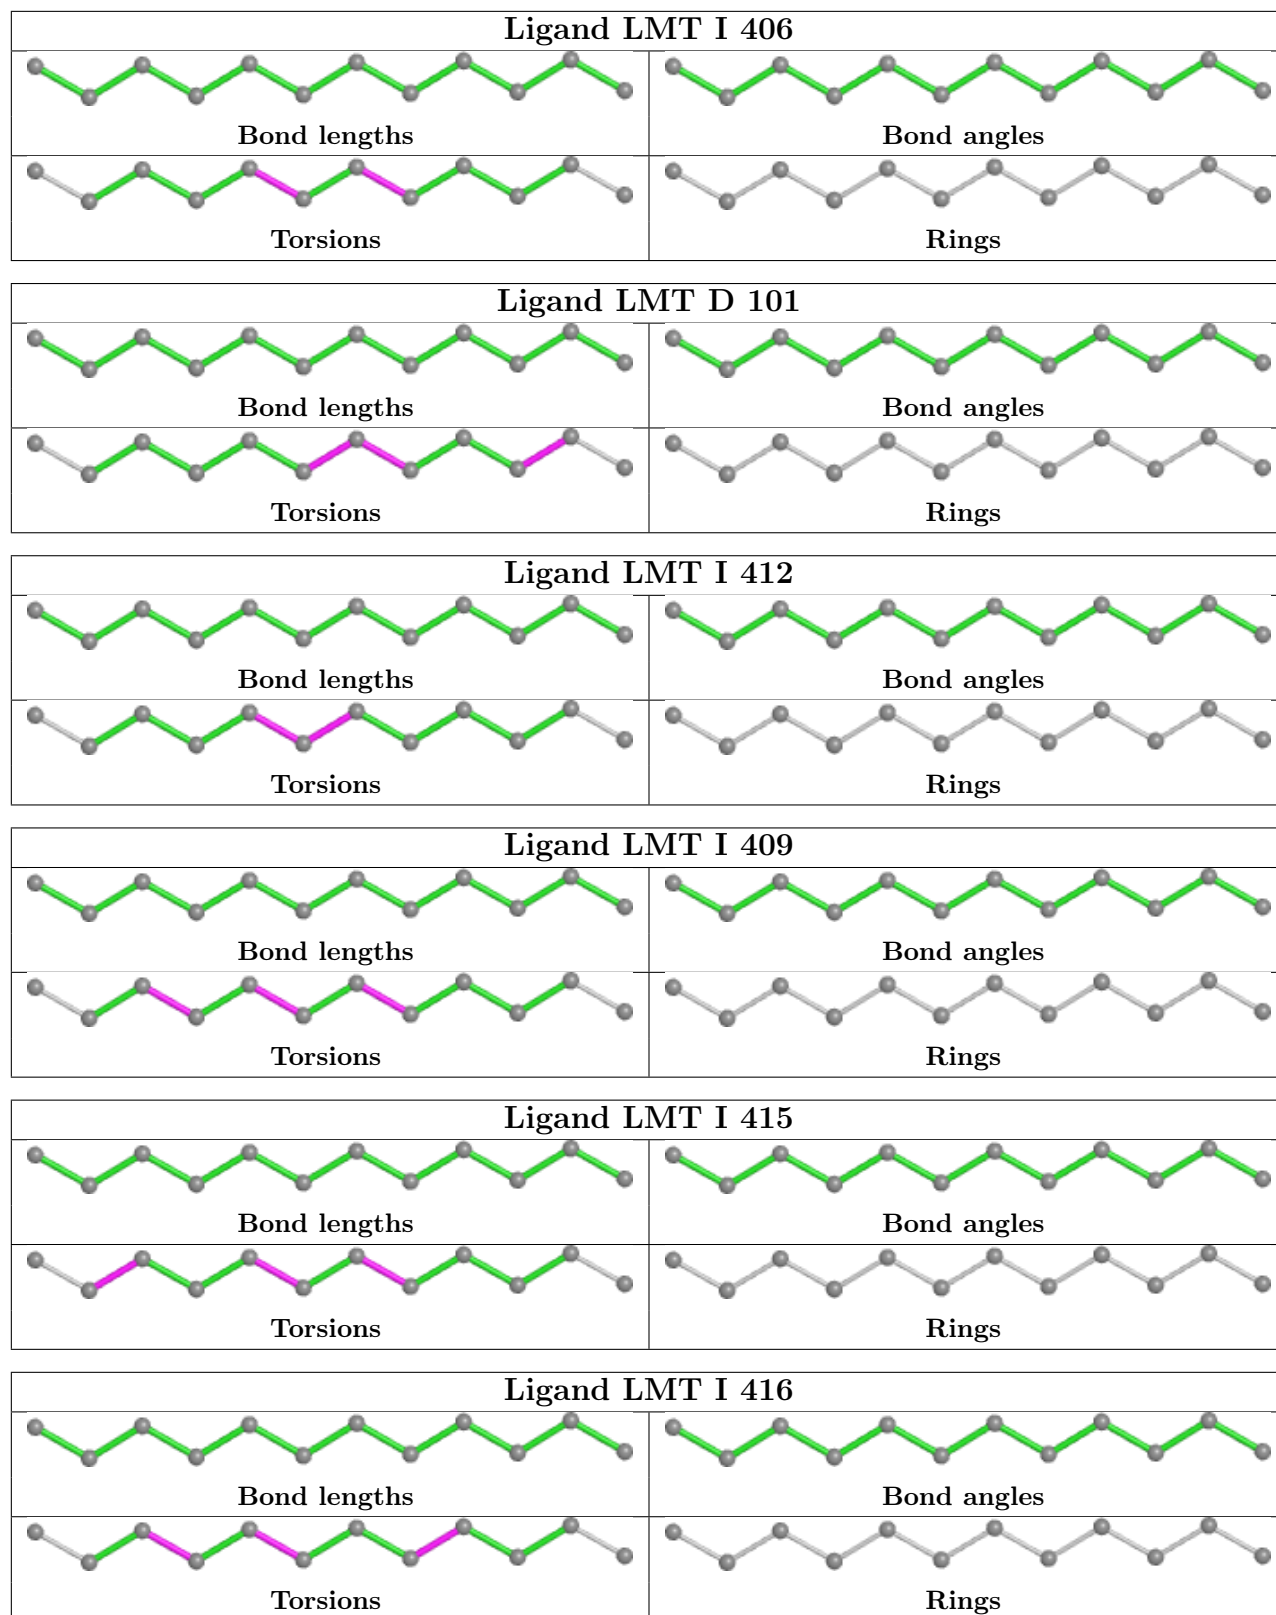 Ligand LMT I 406
Bond lengths Bond angles
Torsions Rings
Ligand LMT D 101
Bond lengths Bond angles
Torsions Rings
Ligand LMT I 412
Bond lengths Bond angles
Torsions Rings
Ligand LMT I 409
Bond lengths Bond angles
Torsions Rings
Ligand LMT I 415
Bond lengths Bond angles
Torsions Rings
Ligand LMT I 416
Bond lengths Bond angles
Torsions Rings